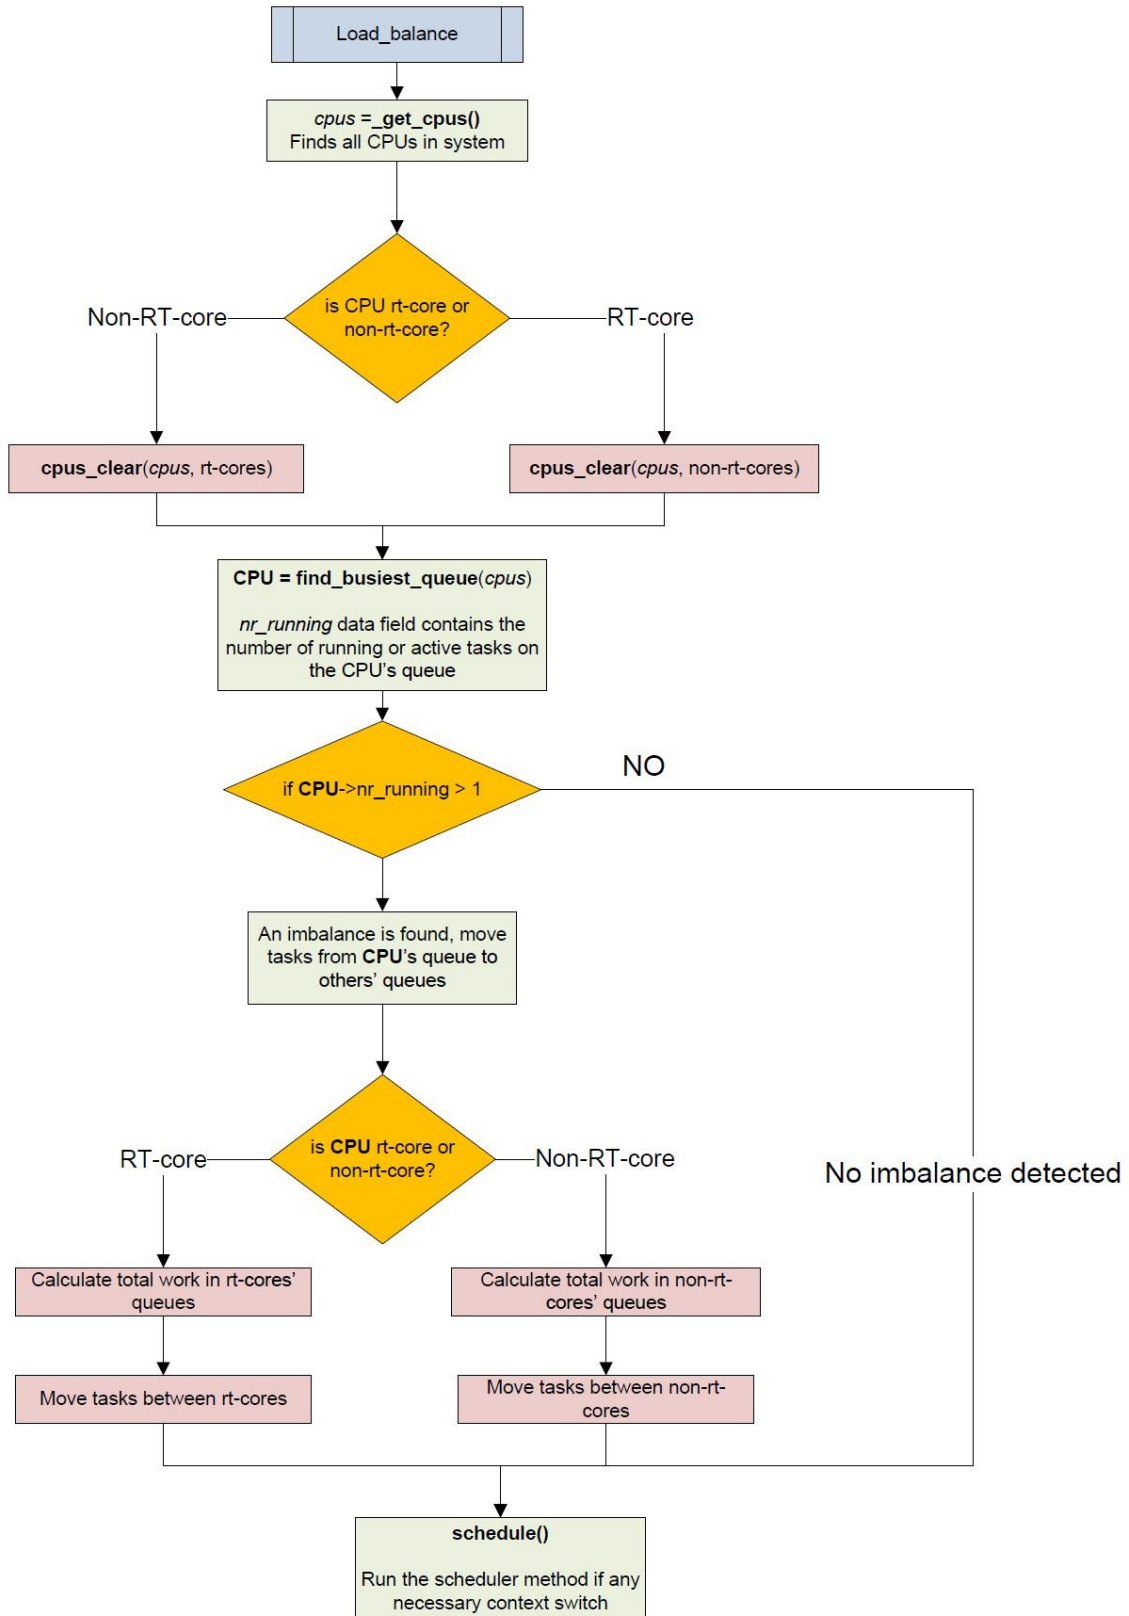 Load_balance
cpus =_get_cpus()
Finds all CPUs in system
is CPU rt-core or
non-rt-core?
Non-RT-core
RT-core
cpus_clear(cpus, rt-cores)
cpus_clear(cpus, non-rt-cores)
CPU = find_busiest_queue(cpus)
nr_running data field contains the
number of running or active tasks on
the CPU's queue
if CPU->nr_running > 1
NO
An imbalance is found, move
tasks from CPU's queue to
others' queues
is CPU rt-core or
non-rt-core?
RT-core
Non-RT-core
No imbalance detected
Calculate total work in rt-cores'
queues
Calculate total work in non-rt-
cores' queues
Move tasks between rt-cores
Move tasks between non-rt-
cores
schedule()
Run the scheduler method if any
necessary context switch